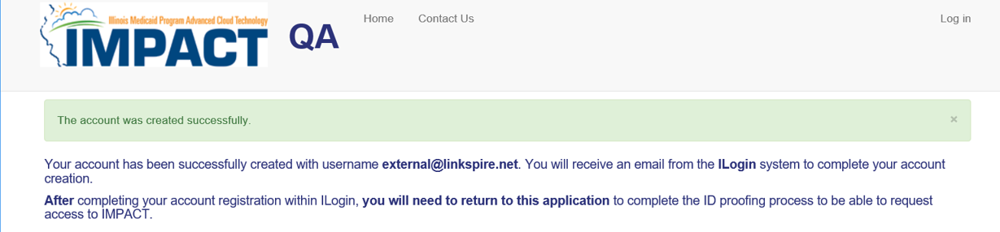 Illinois Medicaid Program Advanced Cloud Technology
IMPACT
QA
Home
Contact Us
Log in
The account was created successfully.
×
Your account has been successfully created with username external@linkspire.net. You will receive an email from the ILogin system to complete your account
creation.
After completing your account registration within ILogin, you will need to return to this application to complete the ID proofing process to be able to request
access to IMPACT.